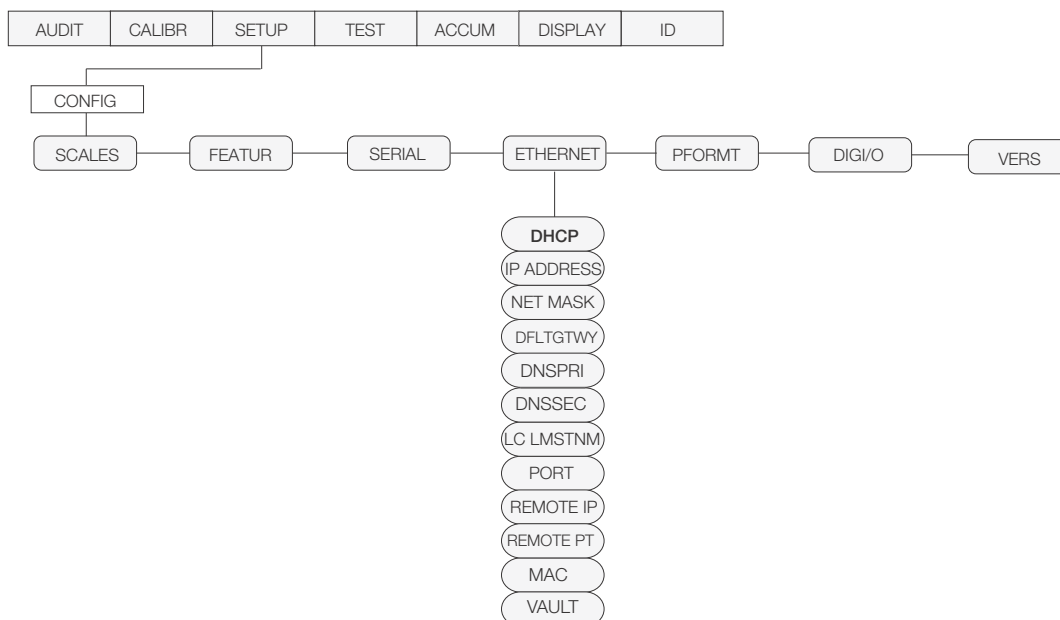 AUDIT CALIBR SETUP TEST ACCUM DISPLAY ID
CONFIG
SCALES FEATUR SERIAL ETHERNET PFORMT DIGI/O VERS
DHCP
IP ADDRESS
NET MASK
DFLTGTWY
DNSPRI
DNSSEC
LC LMSTNM
PORT
REMOTE IP
REMOTE PT
MAC
VAULT